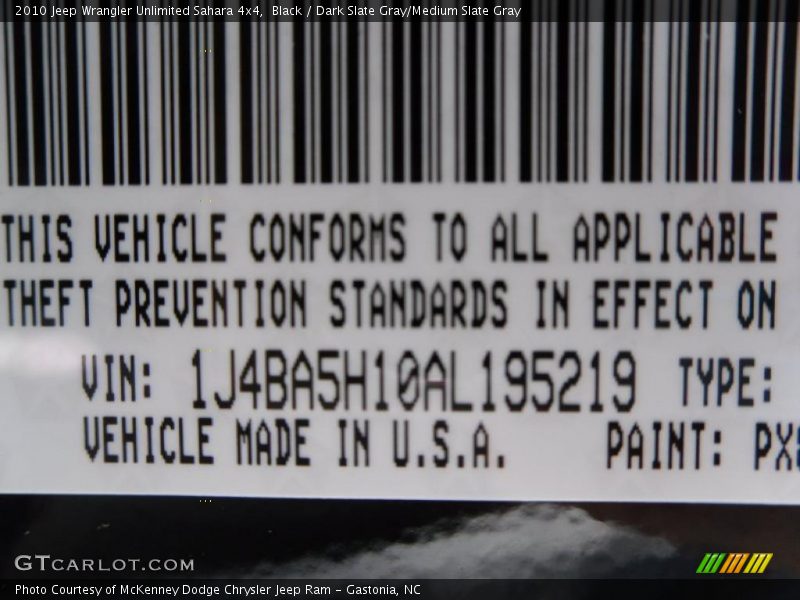 2010 Jeep Wrangler Unlimited Sahara 4x4, Black / Dark Slate Gray/Medium Slate Gray
THIS VEHICLE CONFORMS TO ALL APPLICABLE
THEFT PREVENTION STANDARDS IN EFFECT ON
VIN: 1J4BA5H10AL195219 TYPE:
VEHICLE MADE IN U.S.A. PAINT: PX8
GTCARLOT.COM
Photo Courtesy of McKenney Dodge Chrysler Jeep Ram - Gastonia, NC